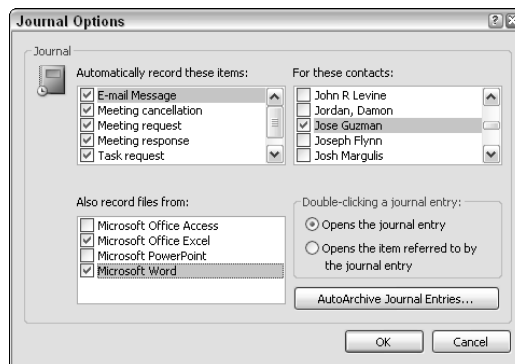 Journal Options
Journal
Automatically record these items:
E-mail Message
Meeting cancellation
Meeting request
Meeting response
Task request
For these contacts:
John R Levine
Jordan, Damon
Jose Guzman
Joseph Flynn
Josh Margulis
Also record files from:
Microsoft Office Access
Microsoft Office Excel
Microsoft PowerPoint
Microsoft Word
Double-clicking a journal entry:
Opens the journal entry
Opens the item referred to by
the journal entry
AutoArchive Journal Entries...
OK
Cancel